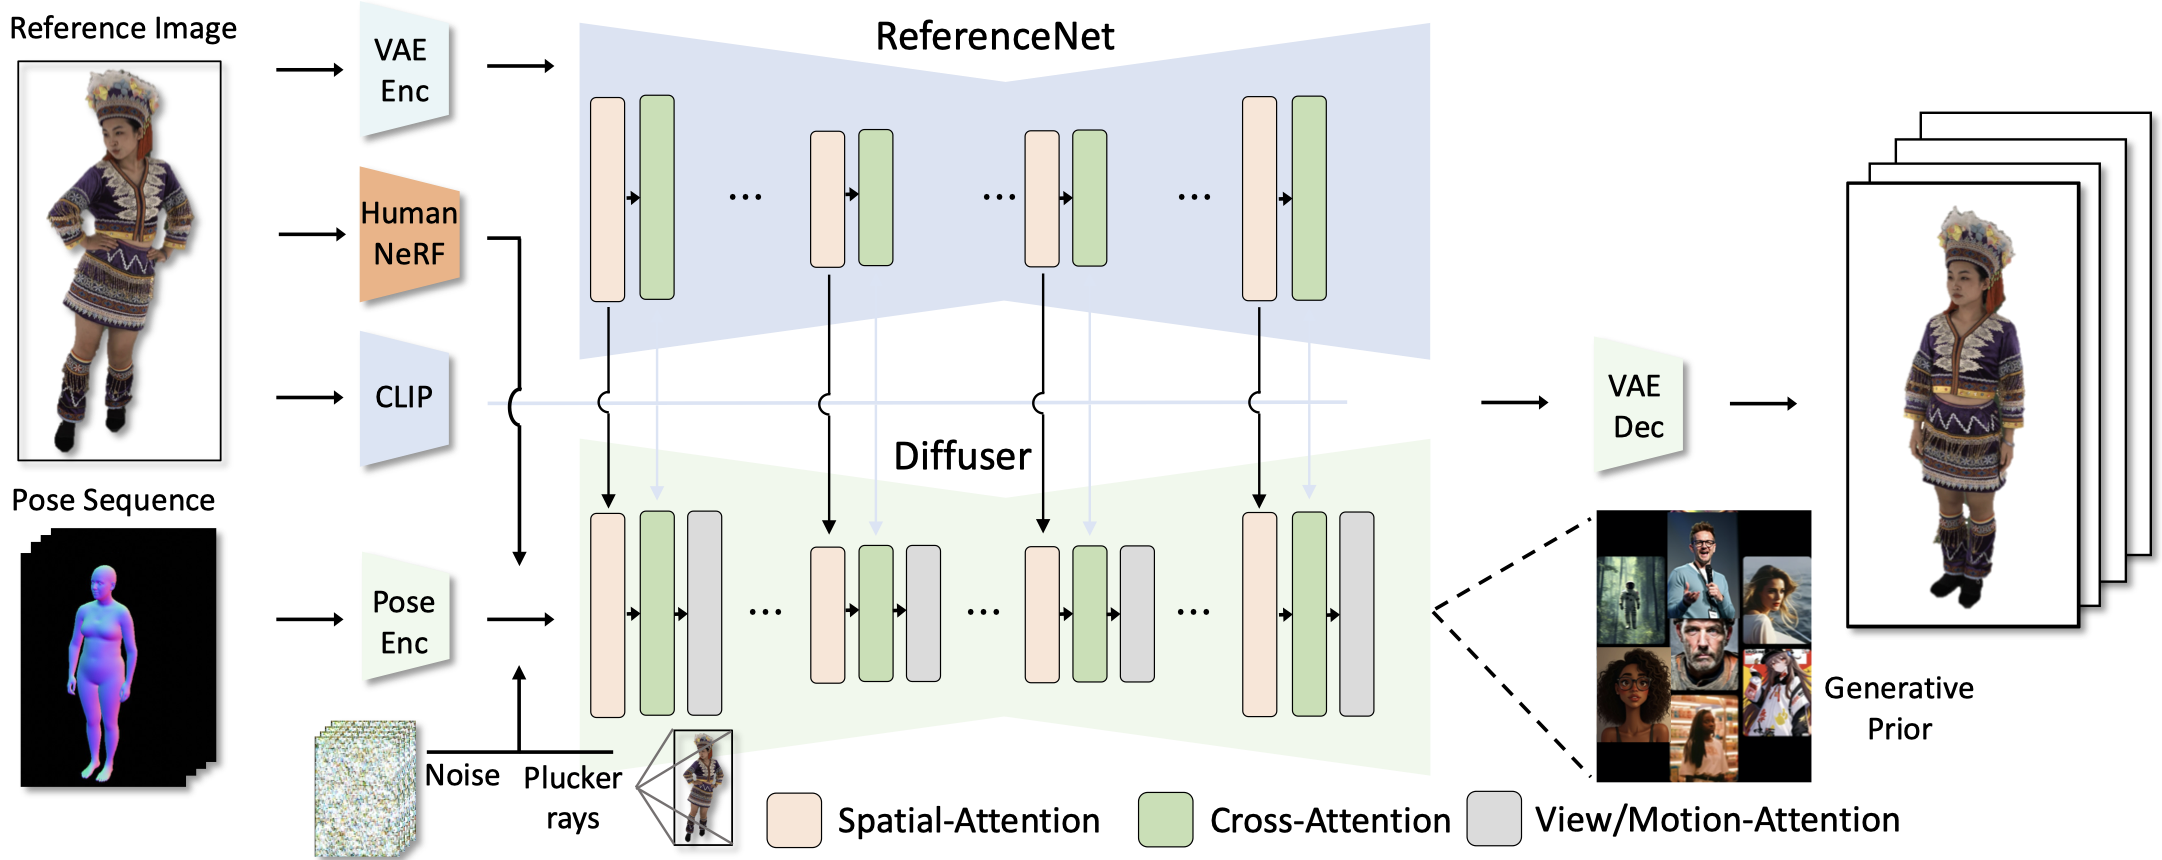 Reference Image
VAE
Enc
ReferenceNet
Human
NeRF
CLIP
Diffuser
VAE
Dec
Pose Sequence
Pose
Enc
Noise
Plucker
rays
Generative
Prior
Spatial-Attention
Cross-Attention
View/Motion-Attention